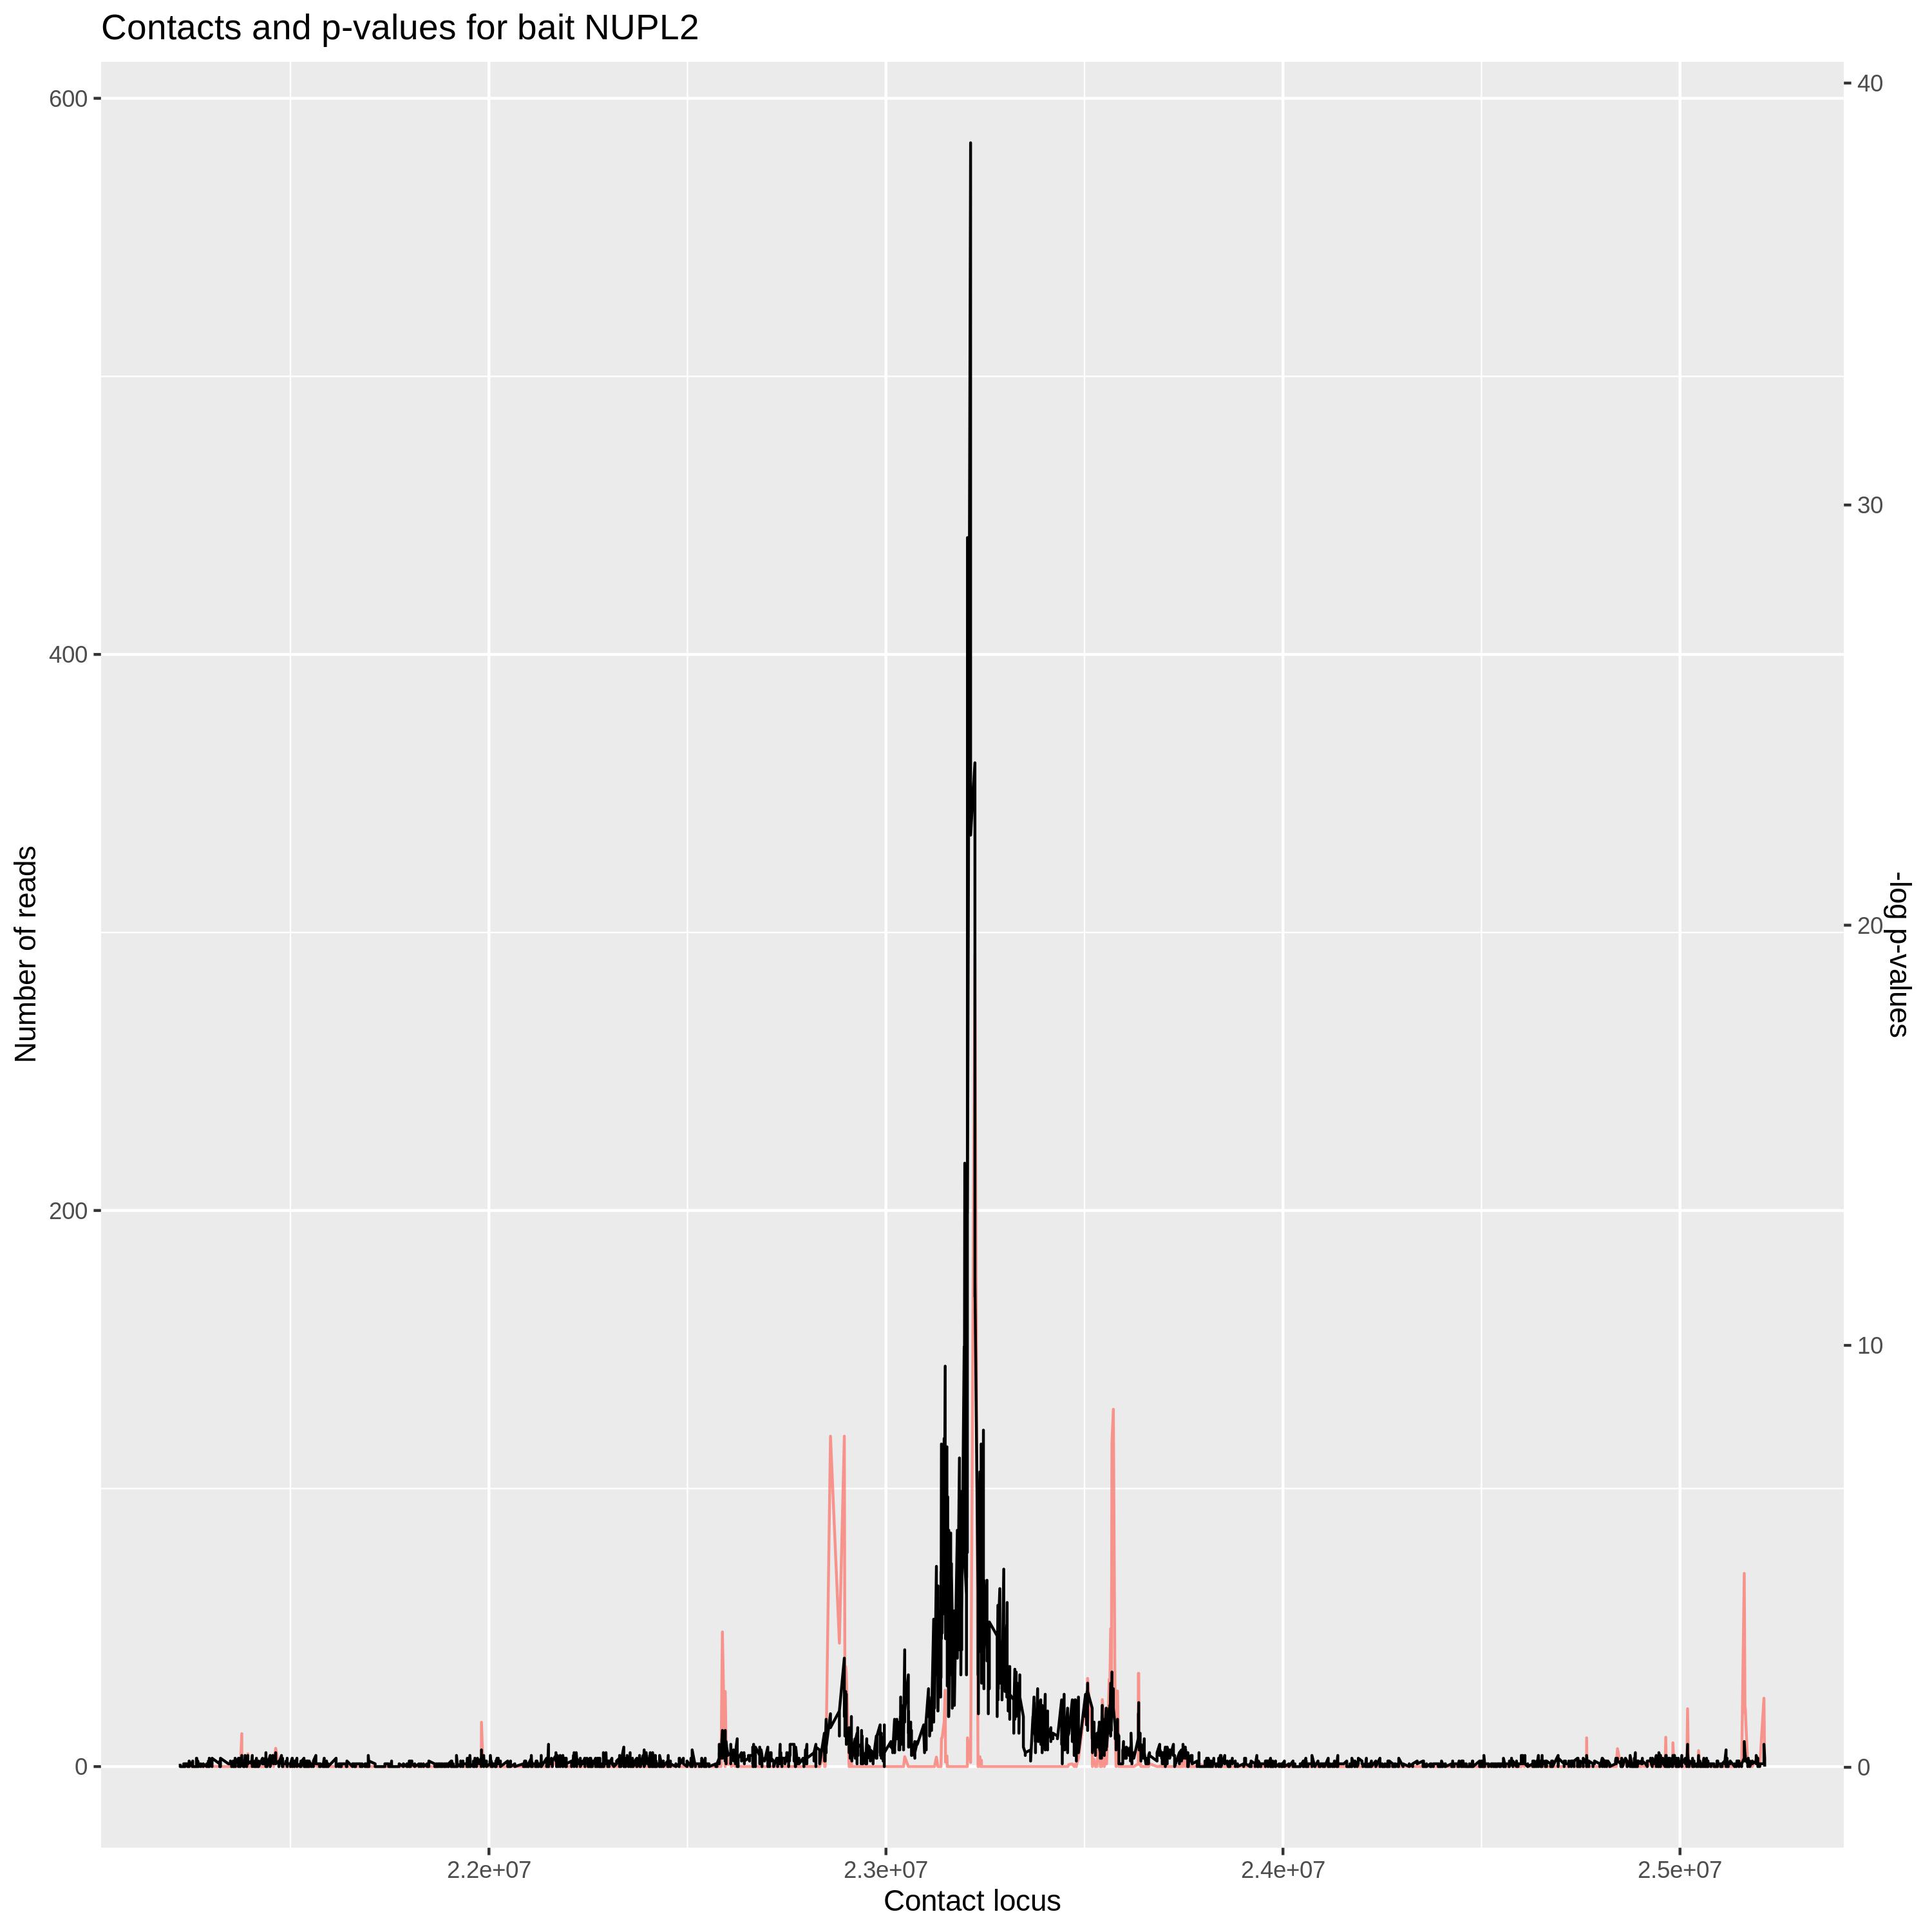 Contacts and p-values for bait NUPL2
600
400
200
0
Number of reads
40
30
20
10
0
-log p-values
2.2e+07
2.3e+07
2.4e+07
2.5e+07
Contact locus